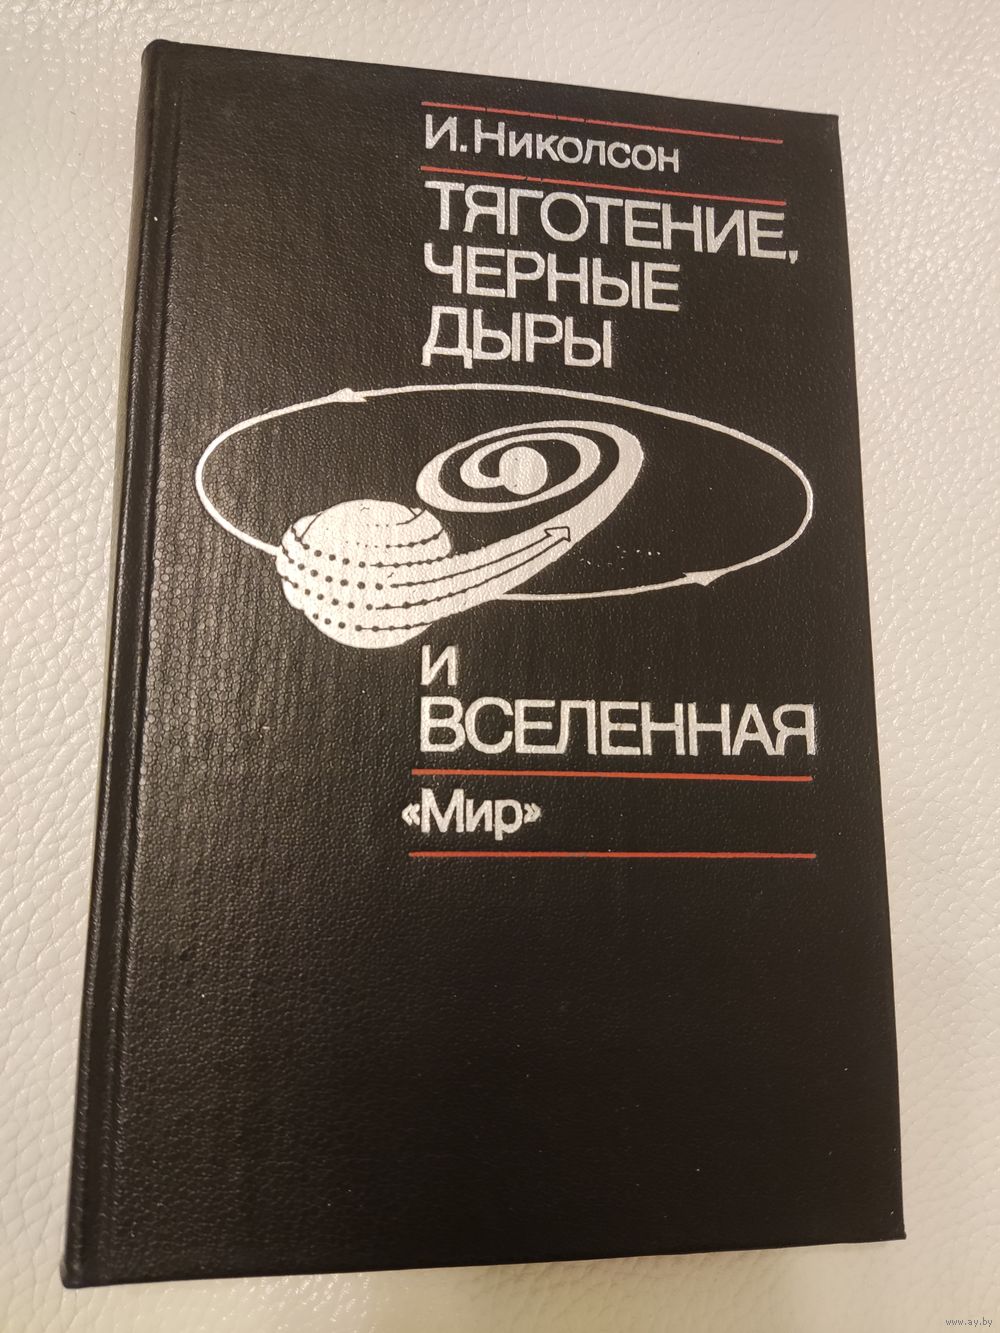 И. Николсон
ТЯГОТЕНИЕ,
ЧЕРНЫЕ
ДЫРЫ
И
ВСЕЛЕННАЯ
«Мир»
www.ay.by